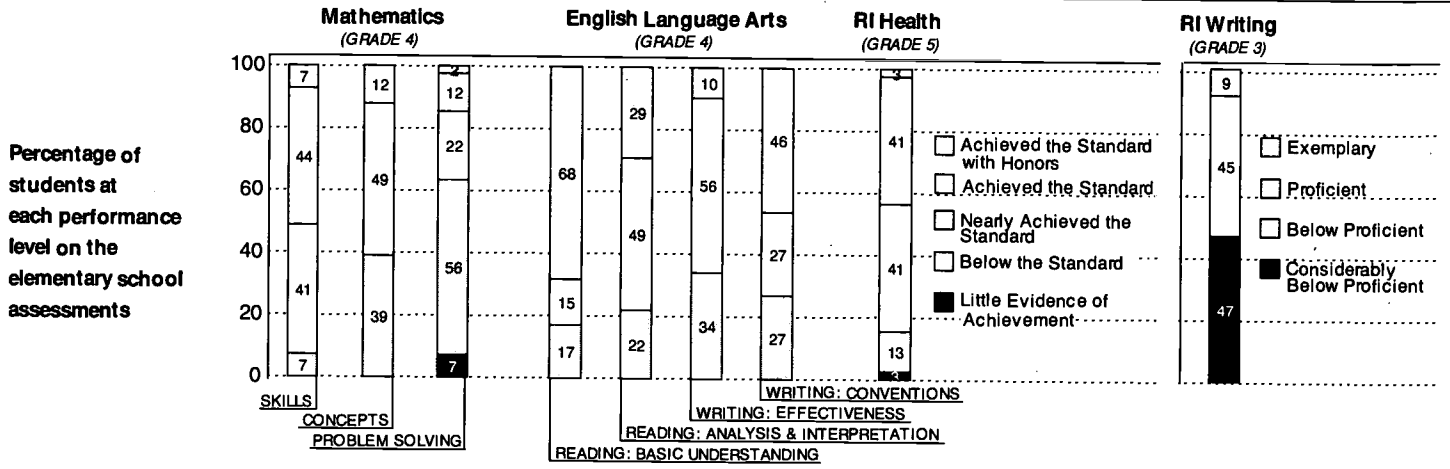 Mathematics
(GRADE 4)
English Language Arts
(GRADE 4)
RI Health
(GRADE 5)
RI Writing
(GRADE 3)
Percentage of
students at
each performance
level on the
elementary school
assessments
100
80
60
40
20
0
7
44
41
7
12
49
39
2
12
22
56
7
68
15
17
29
49
22
10
56
34
46
27
27
3
41
41
13
3
Achieved the Standard
with Honors
Achieved the Standard
Nearly Achieved the
Standard
Below the Standard
Little Evidence of
Achievement
9
45
47
Exemplary
Proficient
Below Proficient
Considerably
Below Proficient
SKILLS
CONCEPTS
PROBLEM SOLVING
WRITING: CONVENTIONS
WRITING: EFFECTIVENESS
READING: ANALYSIS & INTERPRETATION
READING: BASIC UNDERSTANDING